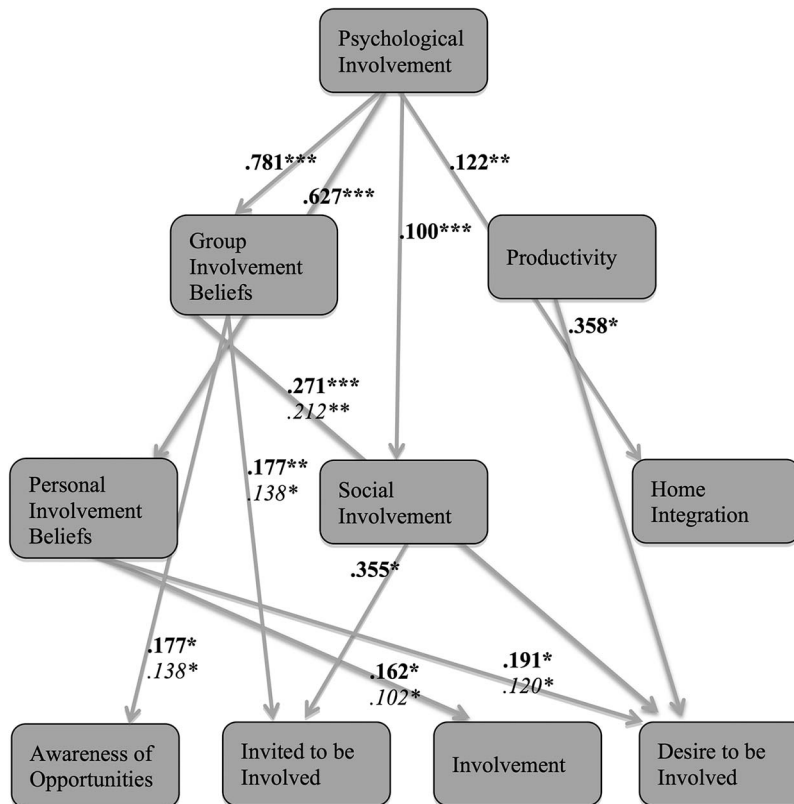 Psychological
Involvement
.781***
.122**
.627***
Group
Involvement
Beliefs
.100***
Productivity
.358*
.271***
.212**
.177**
.138*
Personal
Involvement
Beliefs
Social
Involvement
Home
Integration
.355*
.177*
.138*
.162*
.102*
.191*
.120*
Awareness of
Opportunities
Invited to be
Involved
Involvement
Desire to be
Involved